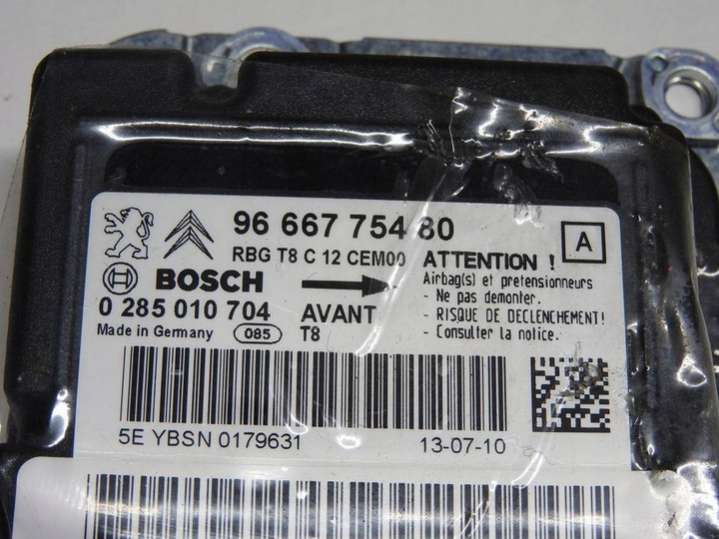 96 667 754 80
A
RBG T8 C 12 CEM00
ATTENTION !
BOSCH
Airbag(s) et pretensionneurs
- Ne pas demonter.
0 285 010 704
AVANT
- RISQUE DE DECLENCHEMENT!
Made in Germany
085
T8
- Consulter la notice.
5E YBSN 0179631
13-07-10